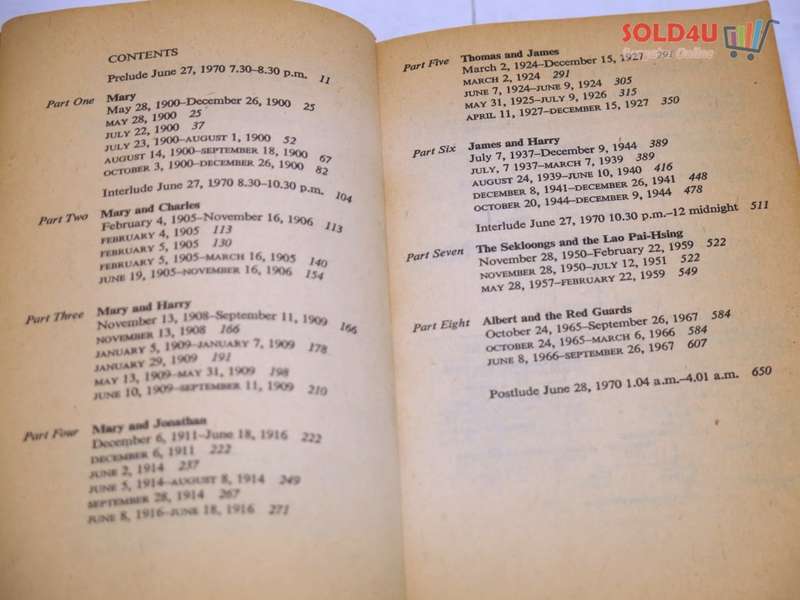 CONTENTS
Prelude June 27, 1970 7.30–8.30 p.m. 11
Part One Mary
May 28, 1900–December 26, 1900 25
MAY 28, 1900 25
JULY 22, 1900 37
JULY 23, 1900–AUGUST 1, 1900 52
AUGUST 14, 1900–SEPTEMBER 18, 1900 67
OCTOBER 3, 1900–DECEMBER 26, 1900 82
Interlude June 27, 1970 8.30–10.30 p.m. 104
Part Two Mary and Charles
February 4, 1905–November 16, 1906 113
FEBRUARY 4, 1905 113
FEBRUARY 5, 1905 130
FEBRUARY 5, 1905–MARCH 16, 1905 140
JUNE 19, 1905–NOVEMBER 16, 1906 154
Part Three Mary and Harry
November 13, 1908–September 11, 1909 166
NOVEMBER 13, 1908 166
JANUARY 5, 1909–JANUARY 7, 1909 178
JANUARY 29, 1909 191
MAY 13, 1909–MAY 31, 1909 198
JUNE 10, 1909–SEPTEMBER 11, 1909 210
Part Four Mary and Jonathan
December 6, 1911–June 18, 1916 222
DECEMBER 6, 1911 222
JUNE 2, 1914 237
JUNE 5, 1914–AUGUST 8, 1914 249
SEPTEMBER 28, 1914 267
JUNE 8, 1916–JUNE 18, 1916 271
SOLD4U
Online
Part Five Thomas and James
March 2, 1924–December 15, 1927 291
MARCH 2, 1924 291
JUNE 7, 1924–JUNE 9, 1924 305
MAY 31, 1925–JULY 9, 1926 315
APRIL 11, 1927–DECEMBER 15, 1927 350
Part Six James and Harry
July 7, 1937–December 9, 1944 389
JULY, 7 1937–MARCH 7, 1939 389
AUGUST 24, 1939–JUNE 10, 1940 416
DECEMBER 8, 1941–DECEMBER 26, 1941 448
OCTOBER 20, 1944–DECEMBER 9, 1944 478
Interlude June 27, 1970 10.30 p.m.–12 midnight 511
Part Seven The Sekloongs and the Lao Pai-Hsing
November 28, 1950–February 22, 1959 522
NOVEMBER 28, 1950–JULY 12, 1951 522
MAY 28, 1957–FEBRUARY 22, 1959 549
Part Eight Albert and the Red Guards
October 24, 1965–September 26, 1967 584
OCTOBER 24, 1965–MARCH 6, 1966 584
JUNE 8, 1966–SEPTEMBER 26, 1967 607
Postlude June 28, 1970 1.04 a.m.–4.01 a.m. 650